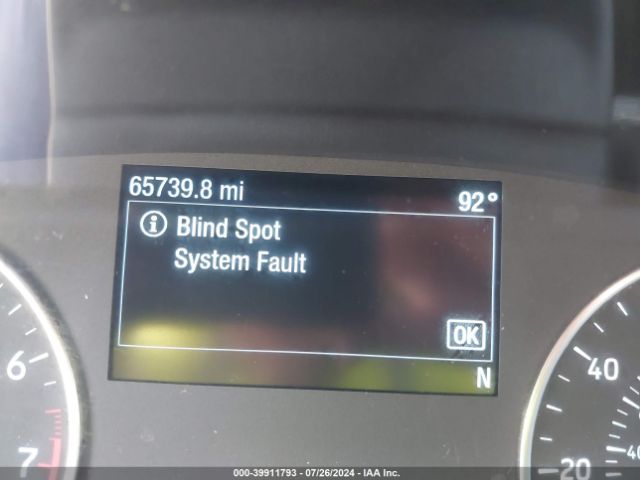 65739.8 mi 92°
i Blind Spot
System Fault
OK
N
6
7
40
20
40
000-39911793 - 07/26/2024 - IAA Inc.